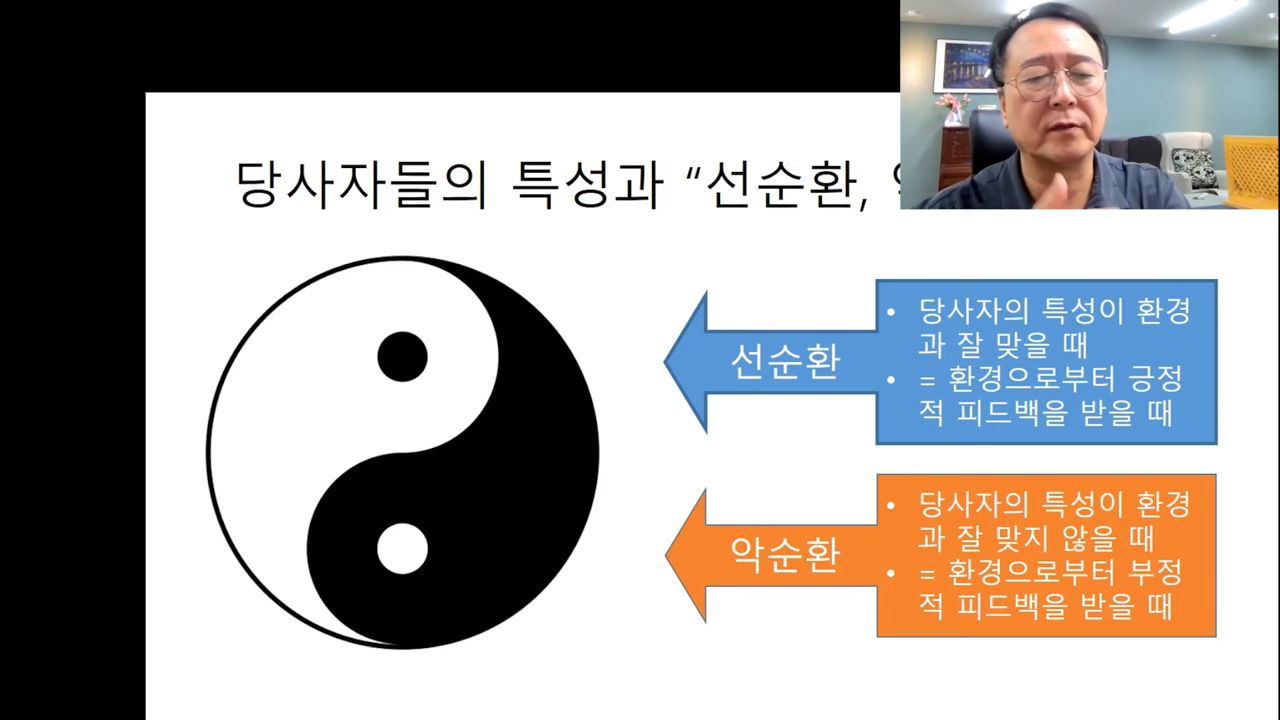 당사자들의 특성과 “선순환,
• 당사자의 특성이 환경
과 잘 맞을 때
• = 환경으로부터 긍정
적 피드백을 받을 때
선순환
• 당사자의 특성이 환경
과 잘 맞지 않을 때
• = 환경으로부터 부정
적 피드백을 받을 때
악순환